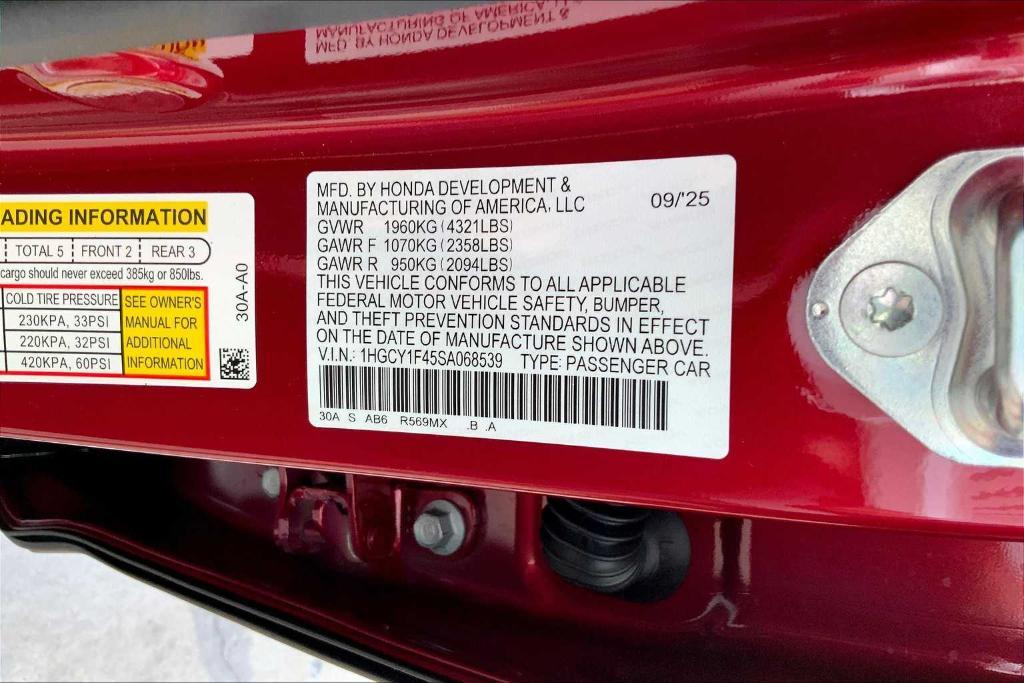 MANUFACTURING OF AMERICA, LLC
MFD. BY HONDA DEVELOPMENT &
ADING INFORMATION
TOTAL 5 FRONT 2 REAR 3
cargo should never exceed 385kg or 850lbs.
COLD TIRE PRESSURE
230KPA, 33PSI
220KPA, 32PSI
420KPA, 60PSI
SEE OWNER'S
MANUAL FOR
ADDITIONAL
INFORMATION
30A-A0
MFD. BY HONDA DEVELOPMENT &
MANUFACTURING OF AMERICA, LLC
09/'25
GVWR 1960KG (4321LBS)
GAWR F 1070KG (2358LBS)
GAWR R 950KG (2094LBS)
THIS VEHICLE CONFORMS TO ALL APPLICABLE
FEDERAL MOTOR VEHICLE SAFETY, BUMPER,
AND THEFT PREVENTION STANDARDS IN EFFECT
ON THE DATE OF MANUFACTURE SHOWN ABOVE.
V.I.N.: 1HGCY1F45SA068539 TYPE: PASSENGER CAR
30A S AB6 R569MX .B .A